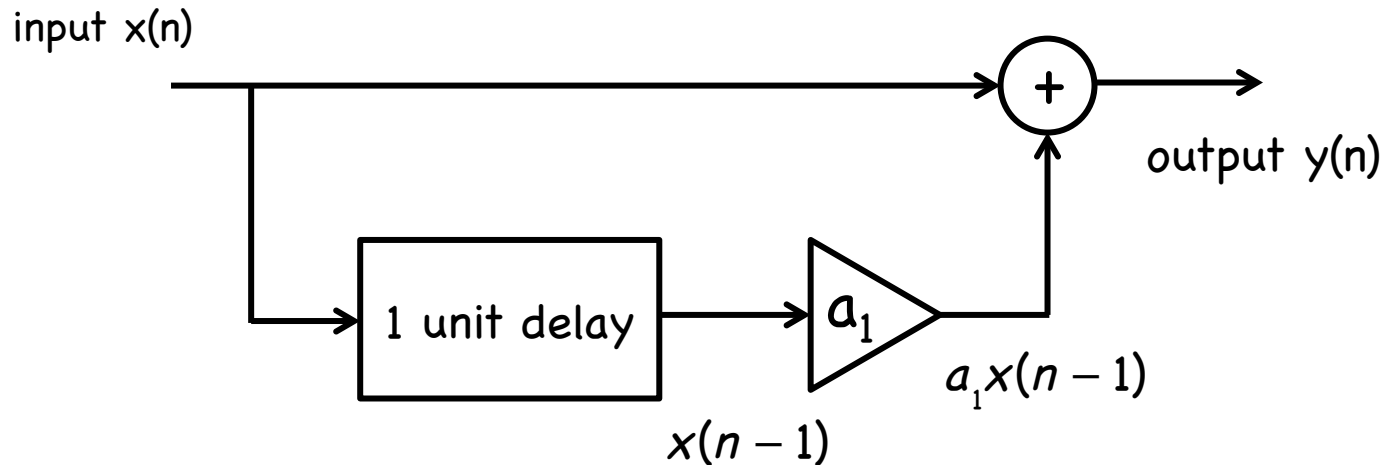 input x(n)
+
output y(n)
1 unit delay
a₁
a₁x(n – 1)
x(n – 1)